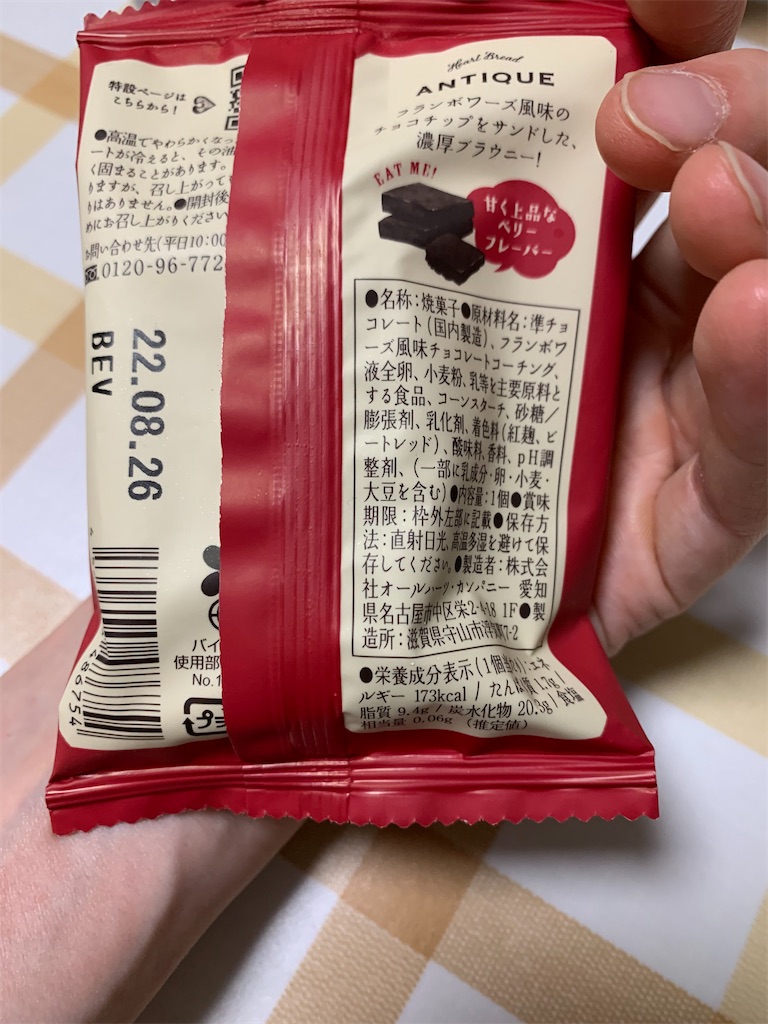 特設ページは
こちらから！
●高温でやわらかくなっ
ートが冷えると、その油
く固まることがあります。
りますが、召し上がって
りはありません。●開封後
めにお召し上がりください
お問い合わせ先(平日10:00
0120-96-772
22.08.26
BEV
486754
バイ
使用部
No.1
プラ
Heart Bread
ANTIQUE
フランボワーズ風味の
チョコチップをサンドした、
濃厚ブラウニー！
EAT ME!
甘く上品な
ベリー
フレーバー
●名称：焼菓子●原材料名：準チョ
コレート(国内製造)、フランボワ
ーズ風味チョコレートコーチング、
液全卵、小麦粉、乳等を主要原料と
する食品、コーンスターチ、砂糖／
膨張剤、乳化剤、着色料(紅麹、ビ
ートレッド)、酸味料、香料、pH調
整剤、(一部に乳成分・卵・小麦・
大豆を含む)●内容量：1個●賞味
期限：枠外左部に記載●保存方
法：直射日光、高温多湿を避けて保
存してください。●製造者：株式会
社オールハーツ・カンパニー 愛知
県名古屋市中区栄2-4-18 1F●製
造所：滋賀県守山市浮気町7-2
●栄養成分表示(1個当り)：エネ
ルギー 173kcal / たんぱく質 1.7g /
脂質 9.4g / 炭水化物 20.3g / 食塩
相当量 0.06g (推定値)